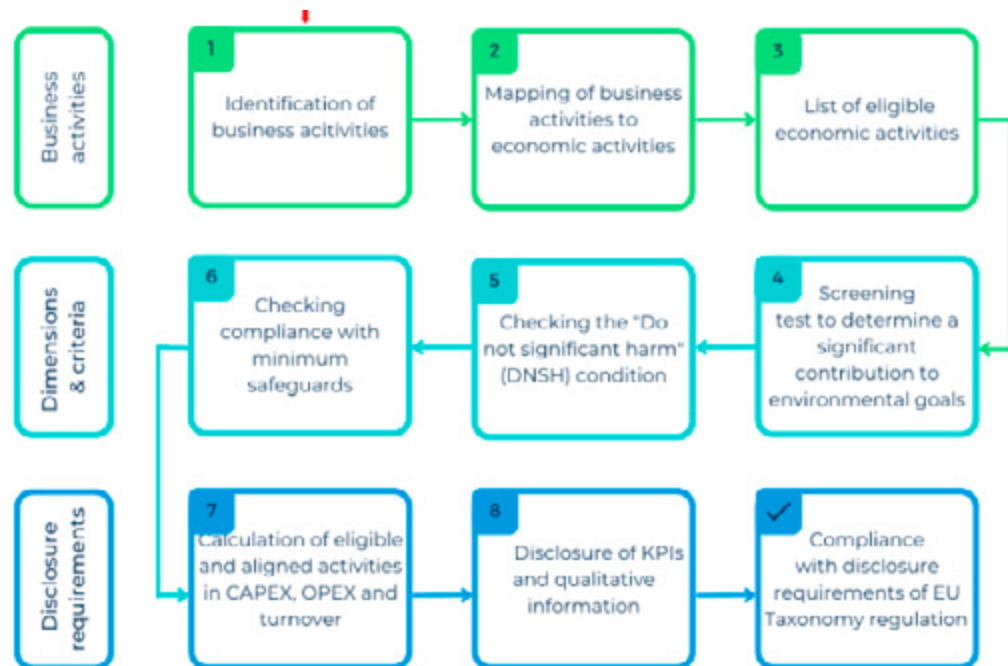 Business
activities
1
Identification of
business acitivities
2
Mapping of business
activities to
economic activities
3
List of eligible
economic activities
Dimensions
& criteria
6
Checking
compliance with
minimum
safeguards
5
Checking the "Do
not significant harm"
(DNSH) condition
4
Screening
test to determine a
significant
contribution to
environmental goals
Disclosure
requirements
7
Calculation of eligible
and aligned activities
in CAPEX, OPEX and
turnover
8
Disclosure of KPIs
and qualitative
information
Compliance
with disclosure
requirements of EU
Taxonomy regulation